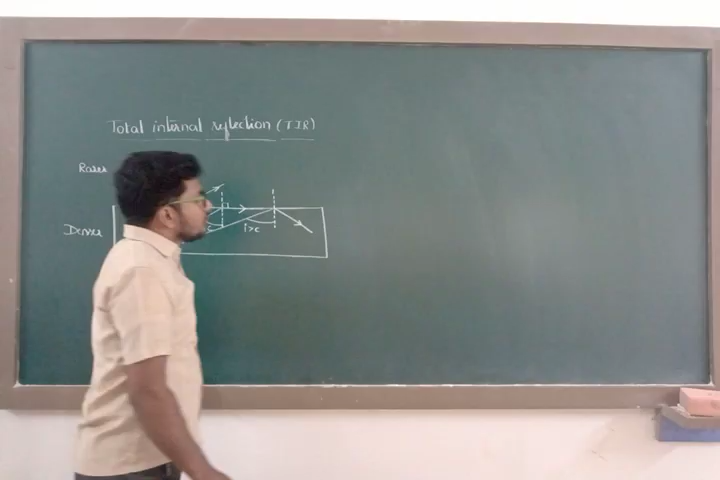 Total internal reflection (TIR)
Rarer
Denser
i>c